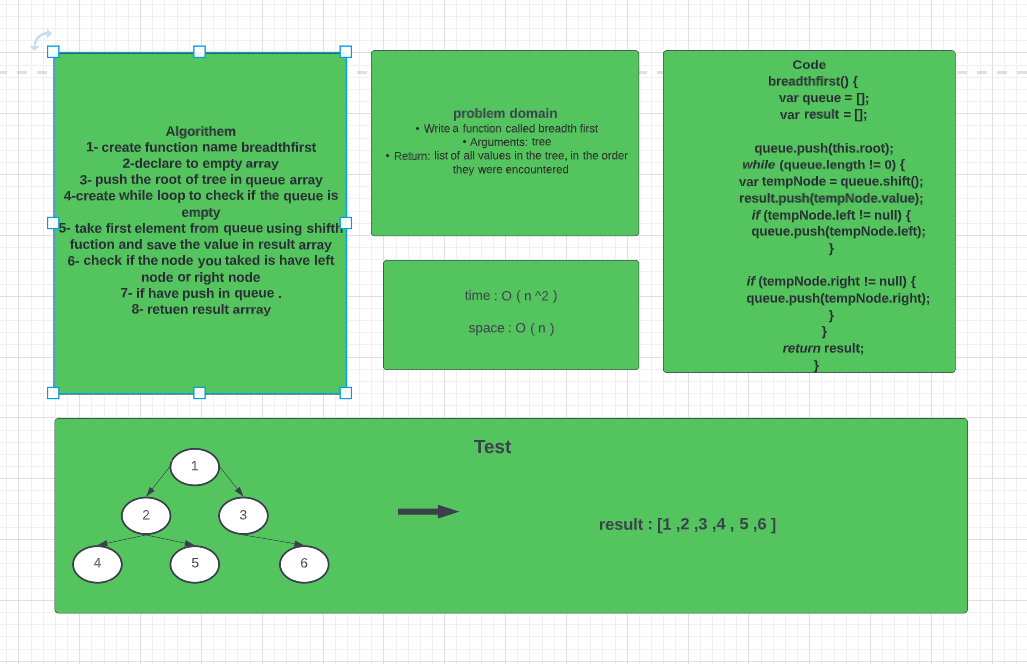 Algorithem
1- create function name breadthfirst
2-declare to empty array
3- push the root of tree in queue array
4-create while loop to check if the queue is
empty
5- take first element from queue using shifth
fuction and save the value in result array
6- check if the node you taked is have left
node or right node
7- if have push in queue .
8- retuen result arrray
problem domain
• Write a function called breadth first
• Arguments: tree
• Return: list of all values in the tree, in the order
they were encountered
time : O ( n ^2 )
space : O ( n )
Code
breadthfirst() {
var queue = [];
var result = [];
queue.push(this.root);
while (queue.length != 0) {
var tempNode = queue.shift();
result.push(tempNode.value);
if (tempNode.left != null) {
queue.push(tempNode.left);
}
if (tempNode.right != null) {
queue.push(tempNode.right);
}
}
return result;
}
Test
1
2 3
4 5 6
result : [1 ,2 ,3 ,4 , 5 ,6 ]